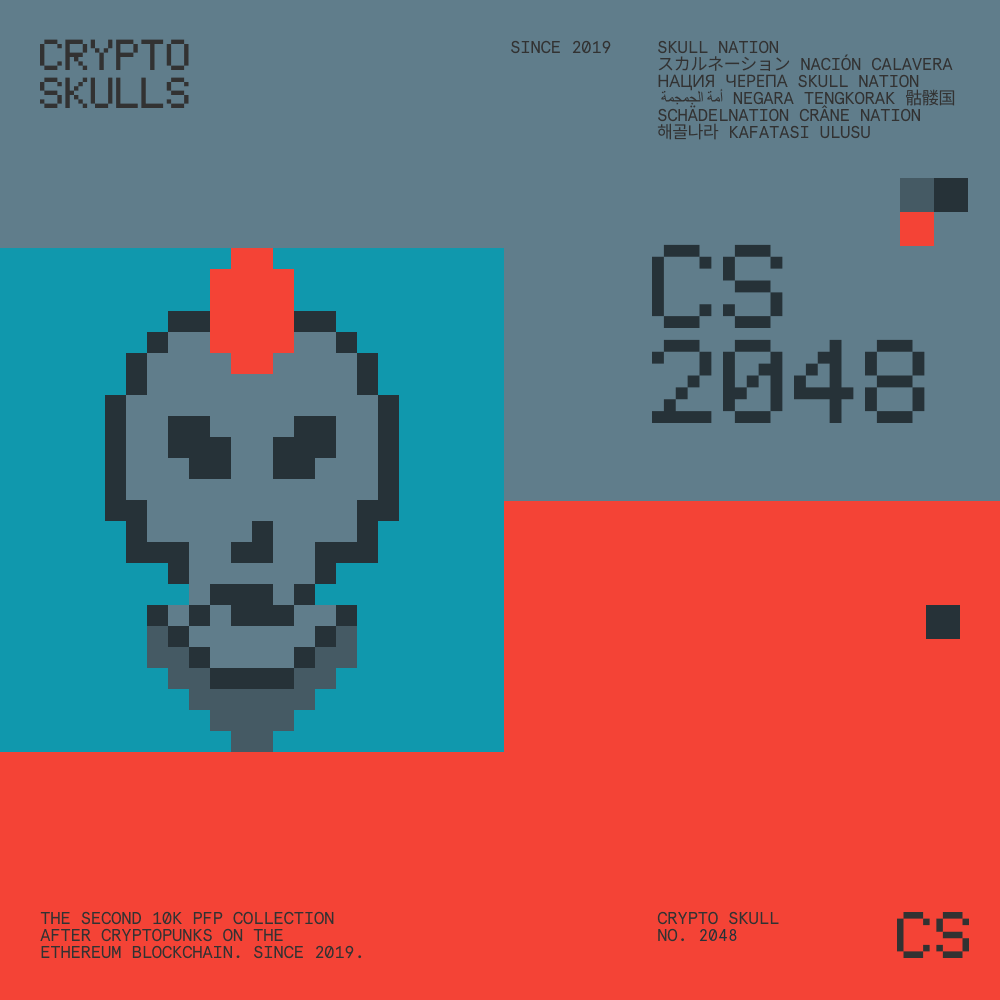 CRYPTO
SKULLS
SINCE 2019
SKULL NATION
スカルネーション NACIÓN CALAVERA
НАЦИЯ ЧЕРЕПА SKULL NATION
أمة الجمجمة NEGARA TENGKORAK 骷髅国
SCHÄDELNATION CRÂNE NATION
해골나라 KAFATASI ULUSU
CS
2048
THE SECOND 10K PFP COLLECTION
AFTER CRYPTOPUNKS ON THE
ETHEREUM BLOCKCHAIN. SINCE 2019.
CRYPTO SKULL
NO. 2048
CS